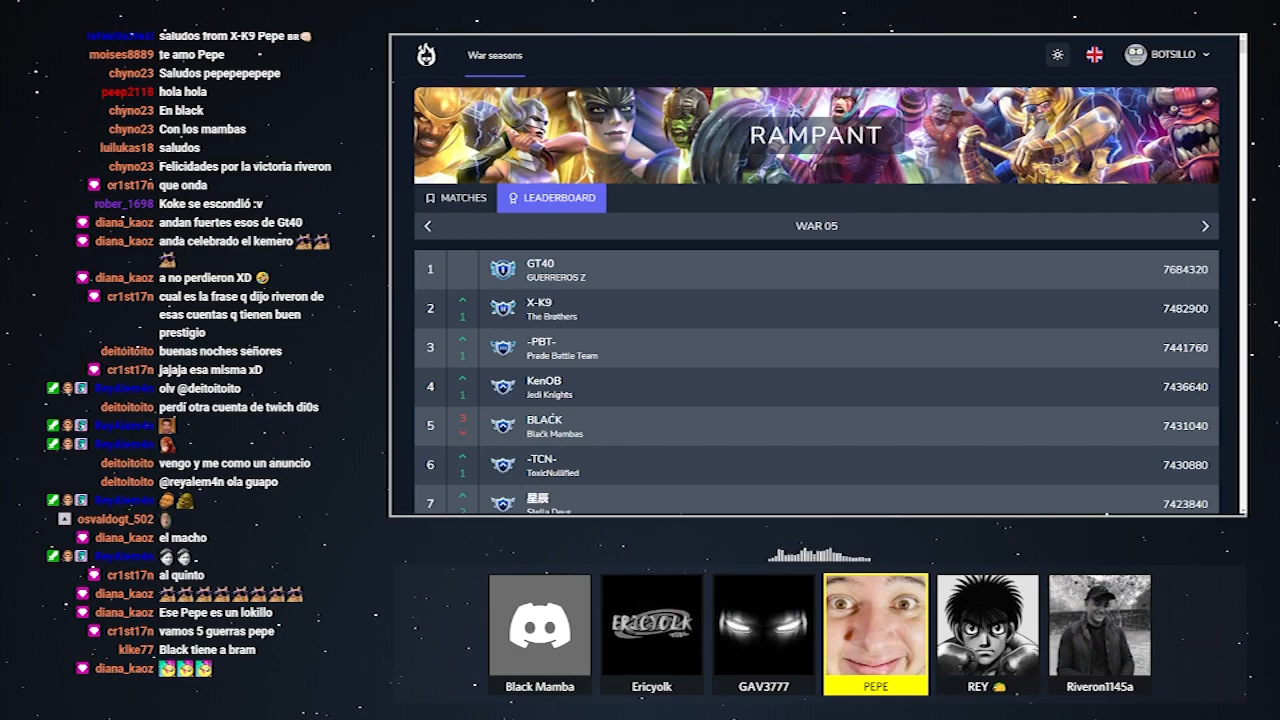 saludos from X-K9 Pepe BR
moises8889 te amo Pepe
chyno23 Saludos pepepepepepe
peep2118 hola hola
chyno23 En black
chyno23 Con los mambas
luilukas18 saludos
chyno23 Felicidades por la victoria riveron
cr1st17n que onda
rober_1698 Koke se escondió :v
diana_kaoz andan fuertes esos de Gt40
diana_kaoz anda celebrado el kemero
diana_kaoz a no perdieron XD
cr1st17n cual es la frase q dijo riveron de
esas cuentas q tienen buen
prestigio
deitoitoito buenas noches señores
cr1st17n jajaja esa misma xD
olv @deitoitoito
deitoitoito perdí otra cuenta de twich di0s
deitoitoito vengo y me como un anuncio
deitoitoito @reyalem4n ola guapo
osvaldogt_502
diana_kaoz el macho
cr1st17n al quinto
diana_kaoz
diana_kaoz Ese Pepe es un lokillo
cr1st17n vamos 5 guerras pepe
klke77 Black tiene a bram
diana_kaoz
War seasons
BOTSILLO
RAMPANT
MATCHES
LEADERBOARD
WAR 05
1 GT40 7684320
GUERREROS Z
2 1 X-K9 7482900
The Brøthers
3 1 -PBT- 7441760
Prade Battle Team
4 1 KenOB 7436640
Jedi Knights
5 3 BLAĆK 7431040
Blaćk Mambas
6 1 -TCN- 7430880
ToxicNullified
7 2 星辰 7423840
Stella Deus
Black Mamba
ERICYOLK
Ericyolk
GAV3777
PEPE
REY
Riveron1145a